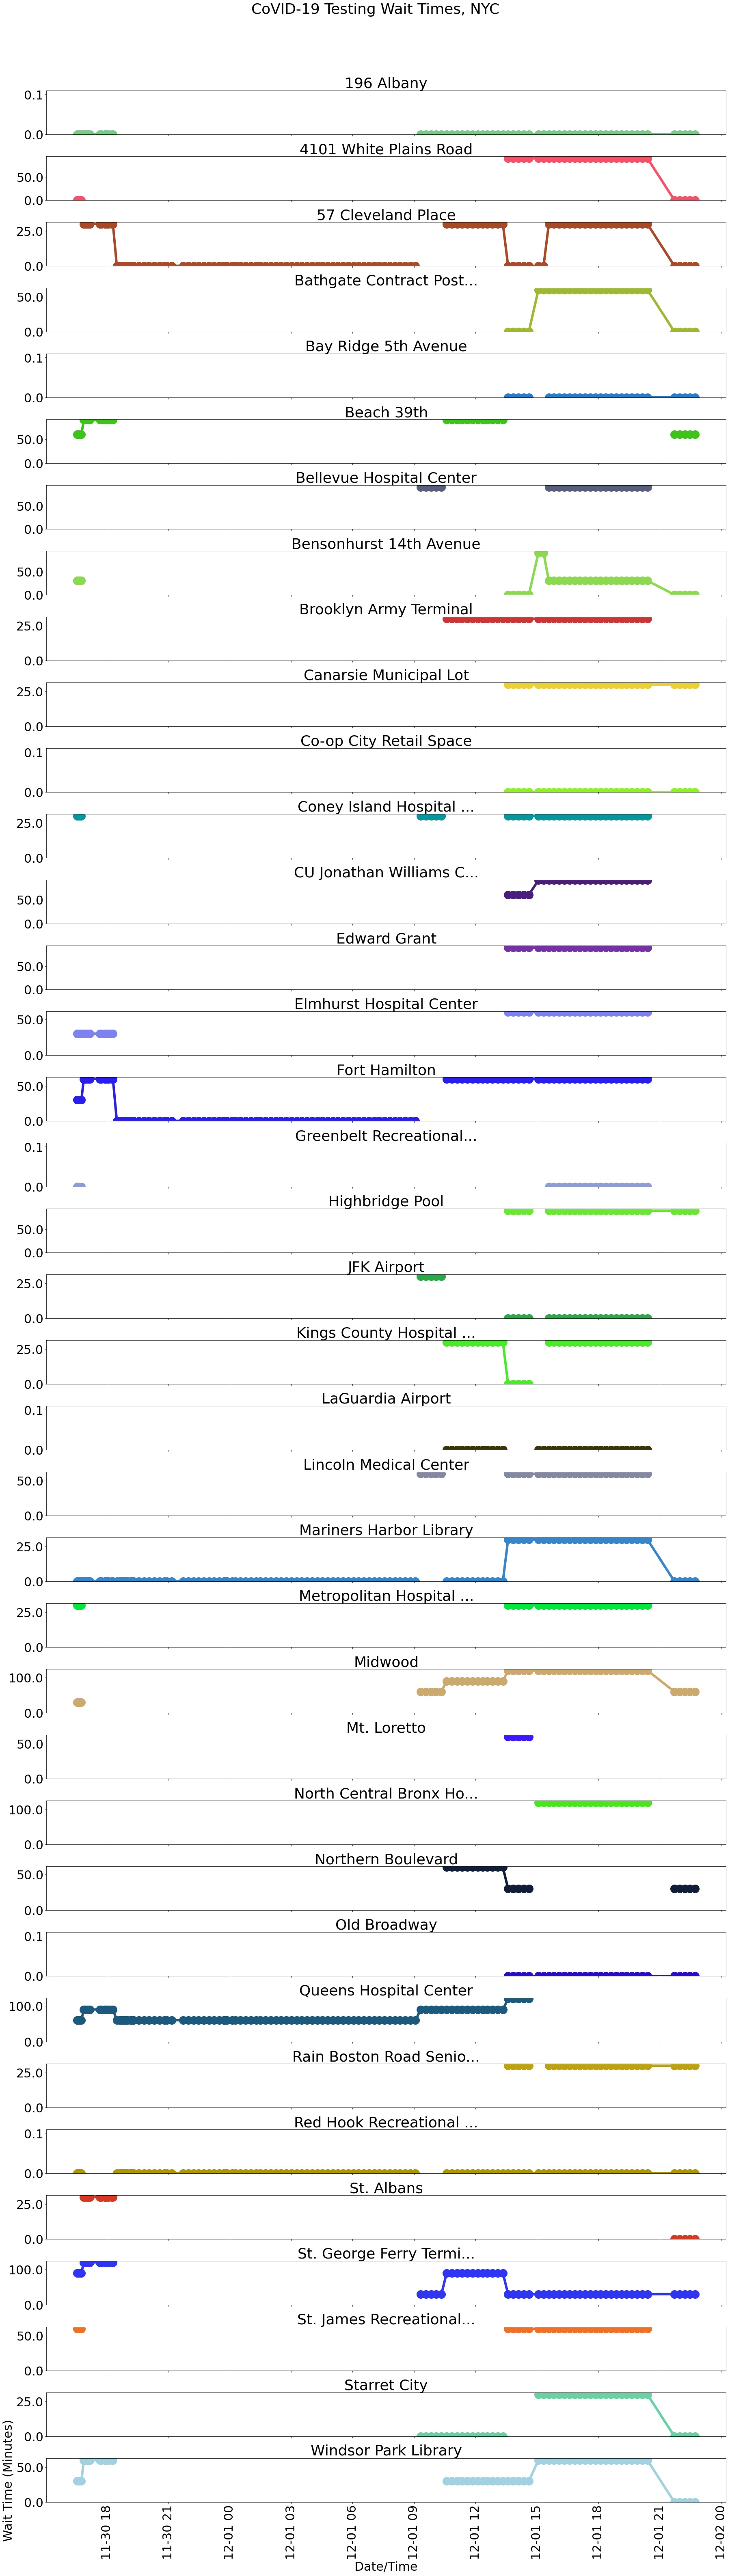 CoVID-19 Testing Wait Times, NYC
196 Albany
0.1
0.0
4101 White Plains Road
50.0
0.0
57 Cleveland Place
25.0
0.0
Bathgate Contract Post...
50.0
0.0
Bay Ridge 5th Avenue
0.1
0.0
Beach 39th
50.0
0.0
Bellevue Hospital Center
50.0
0.0
Bensonhurst 14th Avenue
50.0
0.0
Brooklyn Army Terminal
25.0
0.0
Canarsie Municipal Lot
25.0
0.0
Co-op City Retail Space
0.1
0.0
Coney Island Hospital ...
25.0
0.0
CU Jonathan Williams C...
50.0
0.0
Edward Grant
50.0
0.0
Elmhurst Hospital Center
50.0
0.0
Fort Hamilton
50.0
0.0
Greenbelt Recreational...
0.1
0.0
Highbridge Pool
50.0
0.0
JFK Airport
25.0
0.0
Kings County Hospital ...
25.0
0.0
LaGuardia Airport
0.1
0.0
Lincoln Medical Center
50.0
0.0
Mariners Harbor Library
25.0
0.0
Metropolitan Hospital ...
25.0
0.0
Midwood
100.0
0.0
Mt. Loretto
50.0
0.0
North Central Bronx Ho...
100.0
0.0
Northern Boulevard
50.0
0.0
Old Broadway
0.1
0.0
Queens Hospital Center
100.0
0.0
Rain Boston Road Senio...
25.0
0.0
Red Hook Recreational ...
0.1
0.0
St. Albans
25.0
0.0
St. George Ferry Termi...
100.0
0.0
St. James Recreational...
50.0
0.0
Starret City
25.0
0.0
Windsor Park Library
50.0
0.0
Wait Time (Minutes)
11-30 18
11-30 21
12-01 00
12-01 03
12-01 06
12-01 09
12-01 12
12-01 15
12-01 18
12-01 21
12-02 00
Date/Time